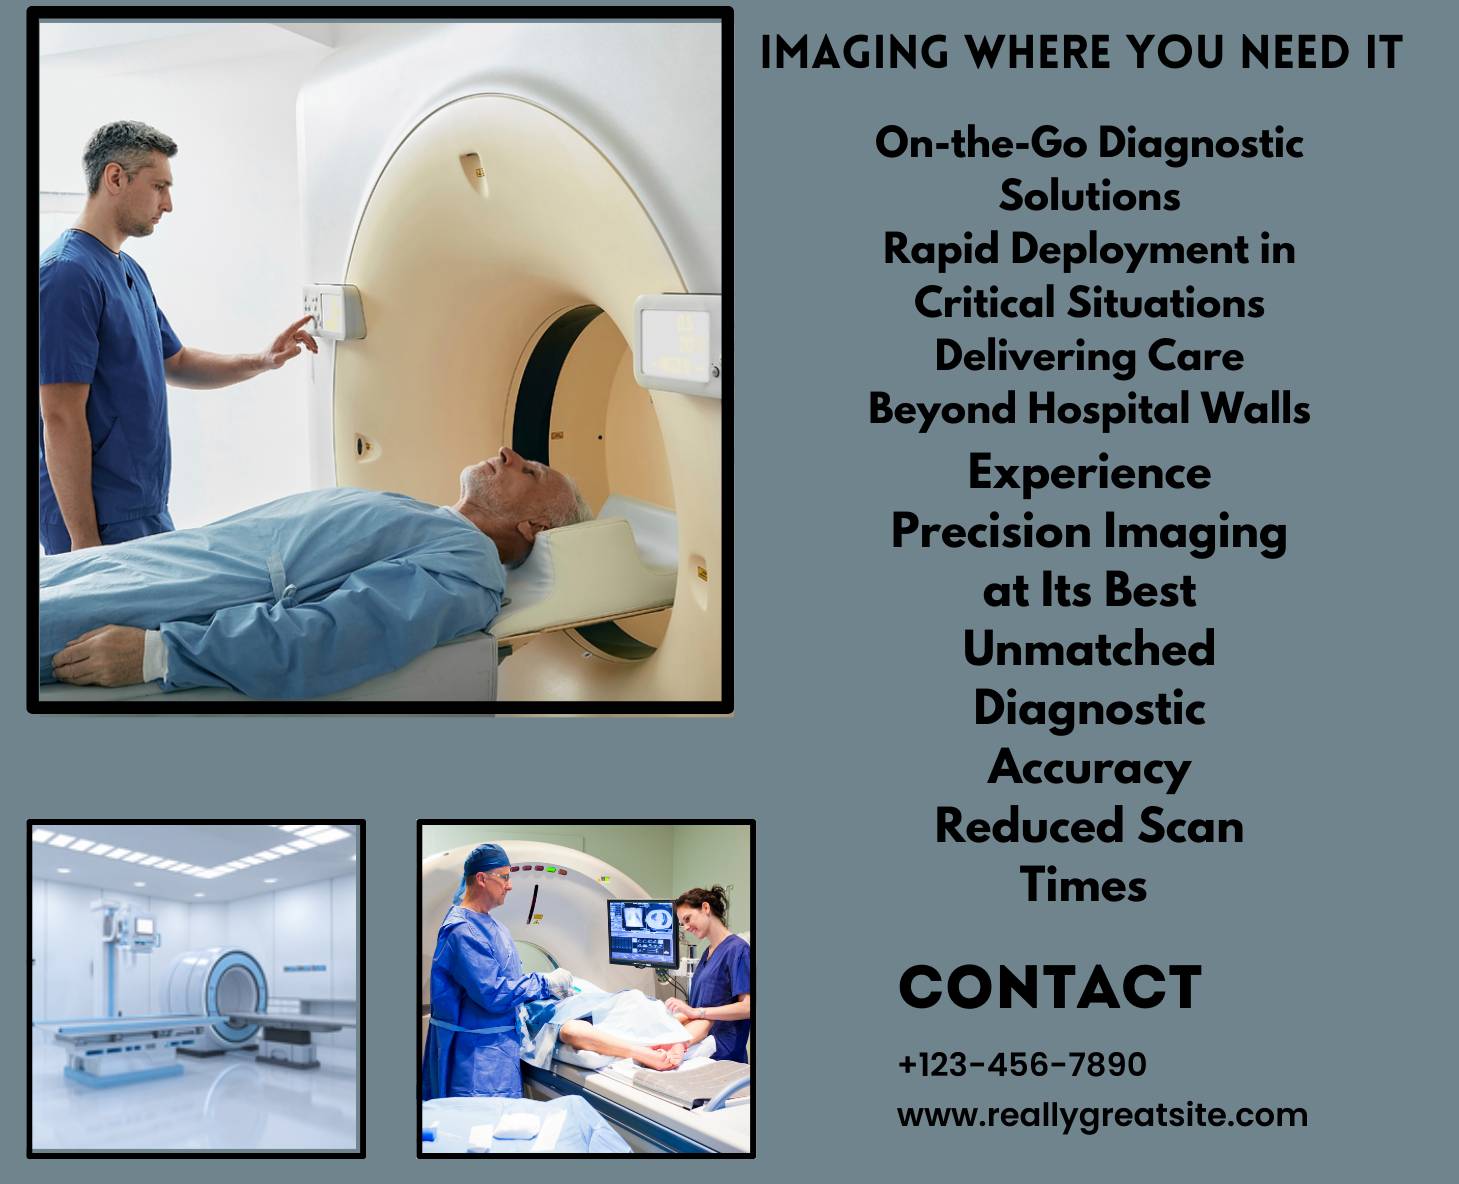 IMAGING WHERE YOU NEED IT
On-the-Go Diagnostic
Solutions
Rapid Deployment in
Critical Situations
Delivering Care
Beyond Hospital Walls
Experience
Precision Imaging
at Its Best
Unmatched
Diagnostic
Accuracy
Reduced Scan
Times
CONTACT
+123-456-7890
www.reallygreatsite.com